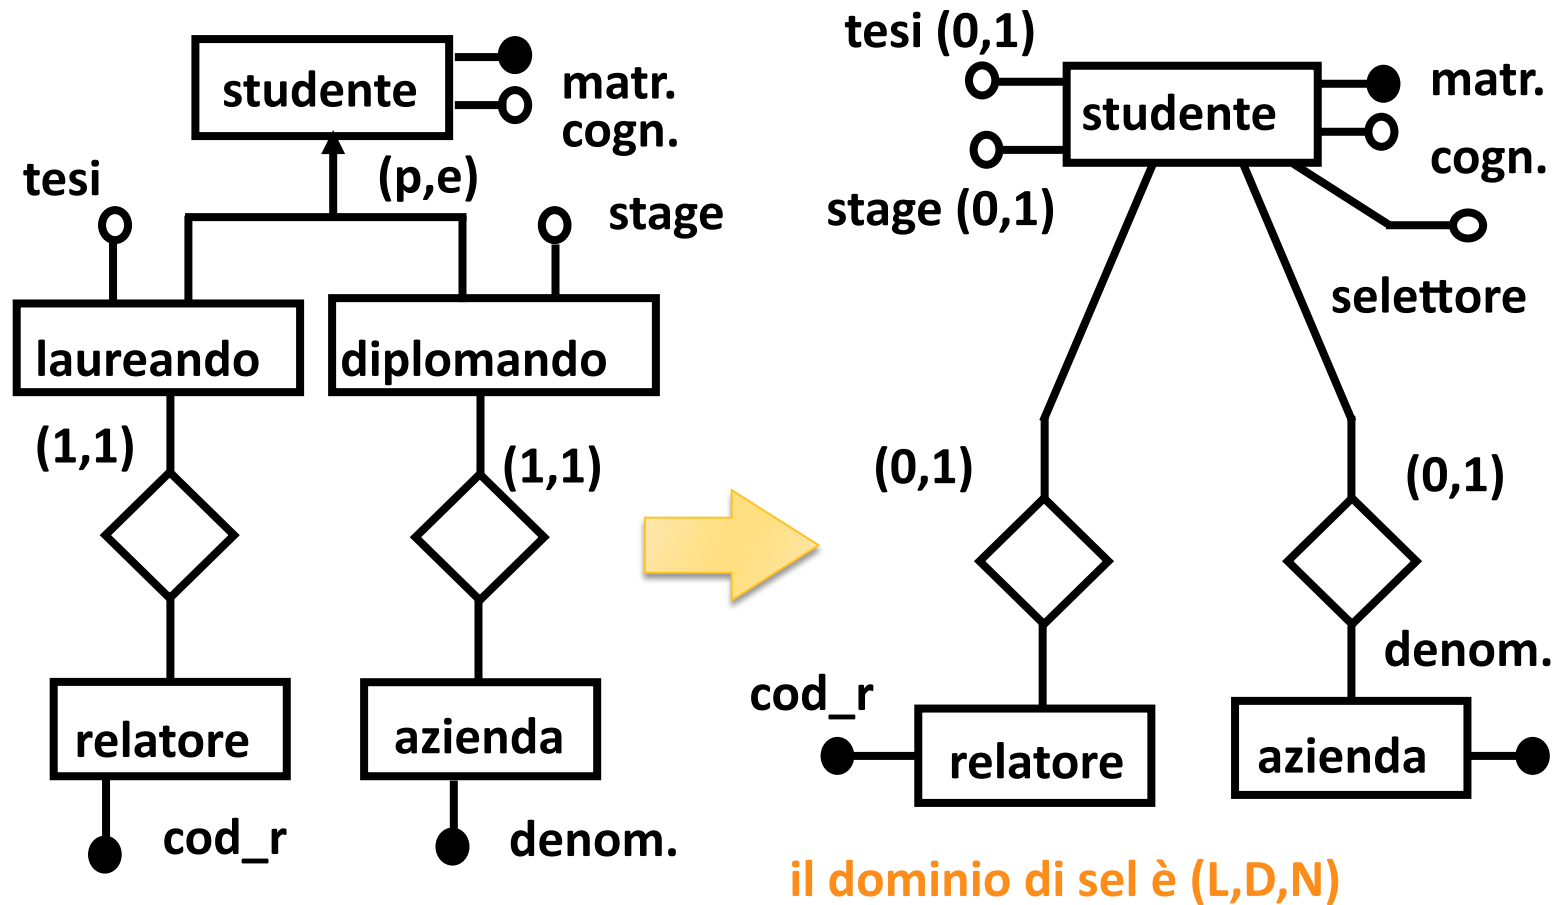 studente
matr.
cogn.
tesi
(p,e)
stage
laureando
diplomando
(1,1)
(1,1)
relatore
azienda
cod_r
denom.
tesi (0,1)
studente
matr.
cogn.
stage (0,1)
selettore
(0,1)
(0,1)
denom.
cod_r
relatore
azienda
il dominio di sel è (L,D,N)